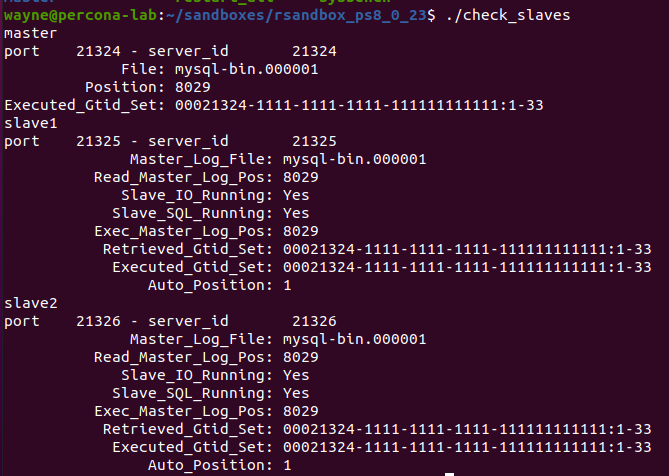 wayne@percona-lab:~/sandboxes/rsandbox_ps8_0_23$ ./check_slaves
master
port    21324 - server_id       21324
             File: mysql-bin.000001
         Position: 8029
Executed_Gtid_Set: 00021324-1111-1111-1111-111111111111:1-33
slave1
port    21325 - server_id       21325
              Master_Log_File: mysql-bin.000001
          Read_Master_Log_Pos: 8029
             Slave_IO_Running: Yes
            Slave_SQL_Running: Yes
          Exec_Master_Log_Pos: 8029
           Retrieved_Gtid_Set: 00021324-1111-1111-1111-111111111111:1-33
            Executed_Gtid_Set: 00021324-1111-1111-1111-111111111111:1-33
                Auto_Position: 1
slave2
port    21326 - server_id       21326
              Master_Log_File: mysql-bin.000001
          Read_Master_Log_Pos: 8029
             Slave_IO_Running: Yes
            Slave_SQL_Running: Yes
          Exec_Master_Log_Pos: 8029
           Retrieved_Gtid_Set: 00021324-1111-1111-1111-111111111111:1-33
            Executed_Gtid_Set: 00021324-1111-1111-1111-111111111111:1-33
                Auto_Position: 1